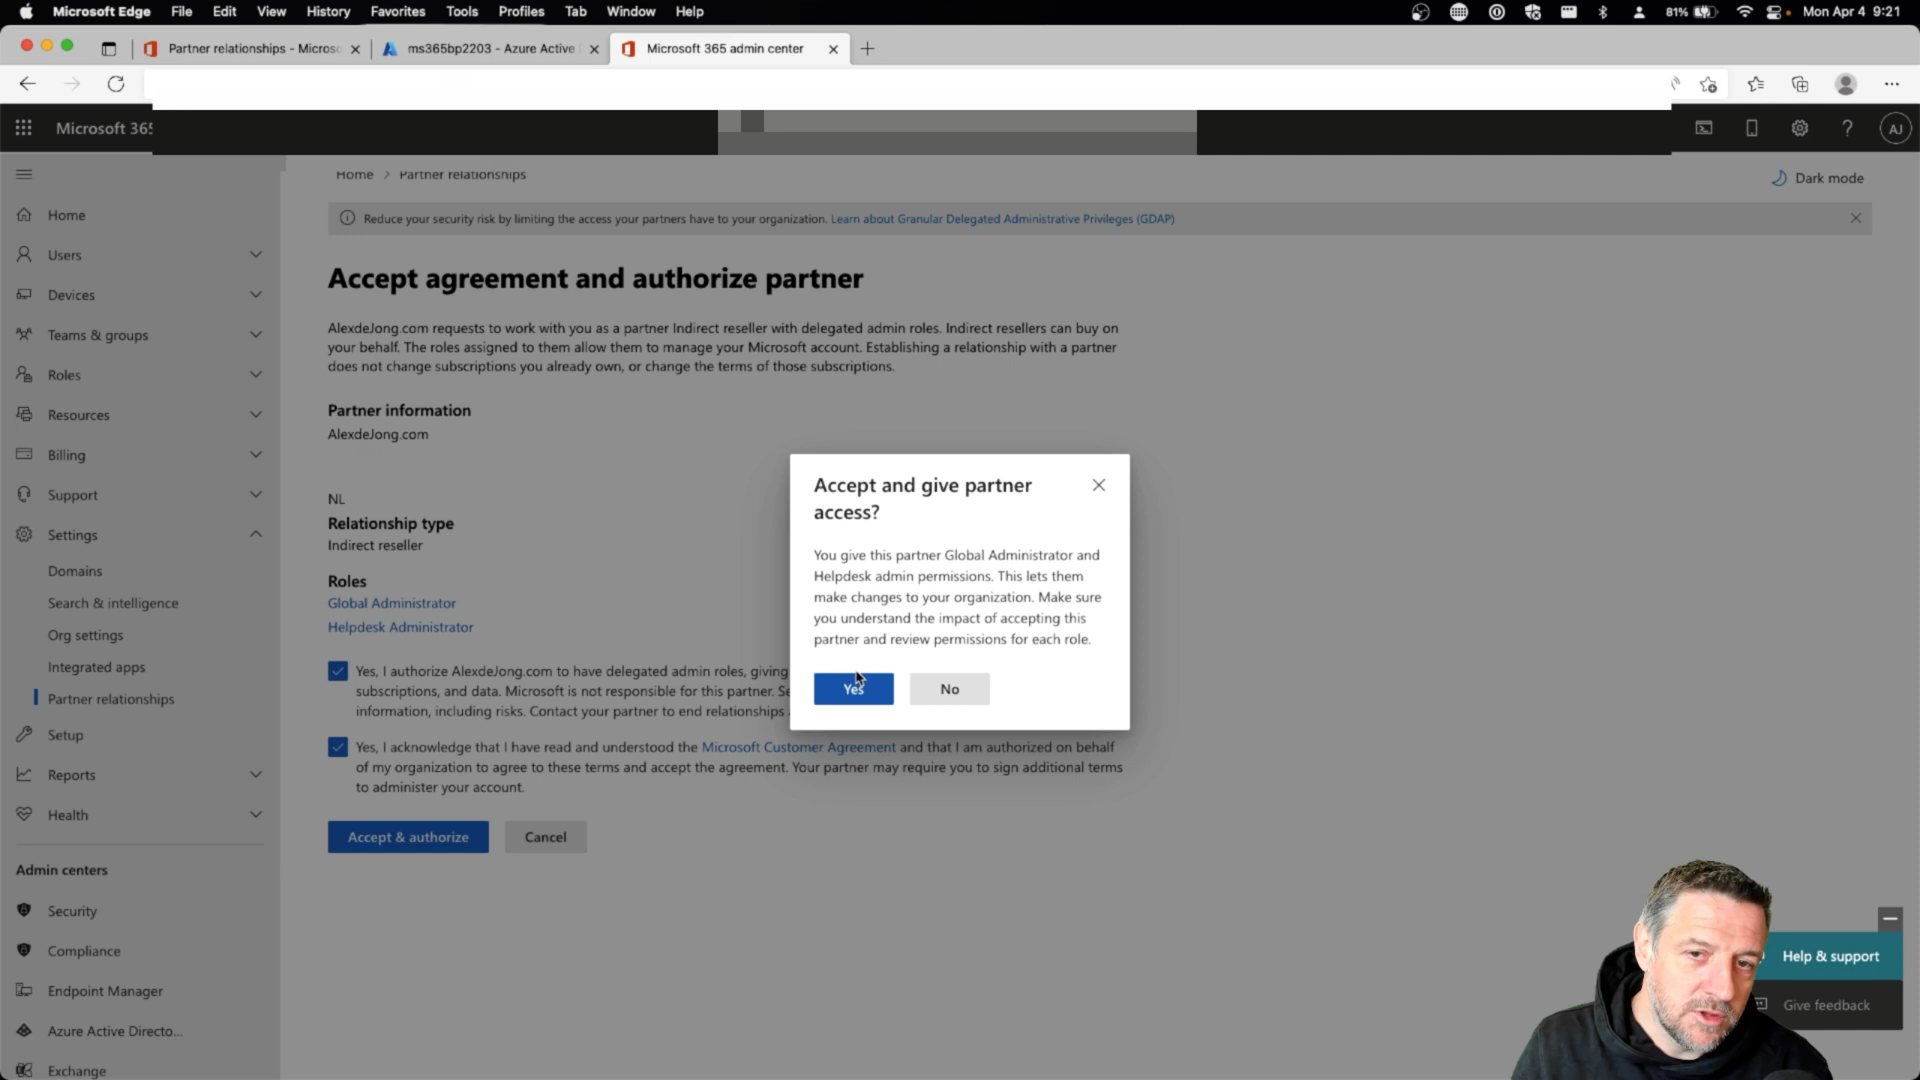 Microsoft Edge File Edit View History Favorites Tools Profiles Tab Window Help 81% Mon Apr 4 9:21
Partner relationships - Microso
ms365bp2203 - Azure Active
Microsoft 365 admin center
Microsoft 365
AJ
Home > Partner relationships
Dark mode
Reduce your security risk by limiting the access your partners have to your organization. Learn about Granular Delegated Administrative Privileges (GDAP)
Home
Users
Devices
Teams & groups
Roles
Resources
Billing
Support
Settings
Domains
Search & intelligence
Org settings
Integrated apps
Partner relationships
Setup
Reports
Health
Admin centers
Security
Compliance
Endpoint Manager
Azure Active Directo...
Exchange
Accept agreement and authorize partner
AlexdeJong.com requests to work with you as a partner Indirect reseller with delegated admin roles. Indirect resellers can buy on
your behalf. The roles assigned to them allow them to manage your Microsoft account. Establishing a relationship with a partner
does not change subscriptions you already own, or change the terms of those subscriptions.
Partner information
AlexdeJong.com
NL
Relationship type
Indirect reseller
Roles
Global Administrator
Helpdesk Administrator
Yes, I authorize AlexdeJong.com to have delegated admin roles, giving
subscriptions, and data. Microsoft is not responsible for this partner.
information, including risks. Contact your partner to end relationships
Yes, I acknowledge that I have read and understood the Microsoft Customer Agreement and that I am authorized on behalf
of my organization to agree to these terms and accept the agreement. Your partner may require you to sign additional terms
to administer your account.
Accept & authorize
Cancel
Accept and give partner
access?
You give this partner Global Administrator and
Helpdesk admin permissions. This lets them
make changes to your organization. Make sure
you understand the impact of accepting this
partner and review permissions for each role.
Yes
No
Help & support
Give feedback